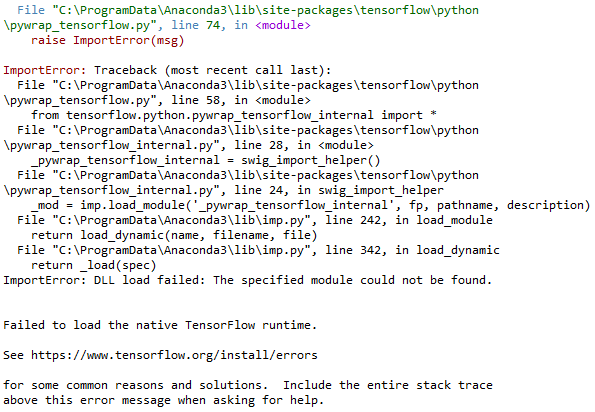 File "C:\ProgramData\Anaconda3\lib\site-packages\tensorflow\python
\pywrap_tensorflow.py", line 74, in <module>
raise ImportError(msg)
ImportError: Traceback (most recent call last):
File "C:\ProgramData\Anaconda3\lib\site-packages\tensorflow\python
\pywrap_tensorflow.py", line 58, in <module>
from tensorflow.python.pywrap_tensorflow_internal import *
File "C:\ProgramData\Anaconda3\lib\site-packages\tensorflow\python
\pywrap_tensorflow_internal.py", line 28, in <module>
_pywrap_tensorflow_internal = swig_import_helper()
File "C:\ProgramData\Anaconda3\lib\site-packages\tensorflow\python
\pywrap_tensorflow_internal.py", line 24, in swig_import_helper
_mod = imp.load_module('_pywrap_tensorflow_internal', fp, pathname, description)
File "C:\ProgramData\Anaconda3\lib\imp.py", line 242, in load_module
return load_dynamic(name, filename, file)
File "C:\ProgramData\Anaconda3\lib\imp.py", line 342, in load_dynamic
return _load(spec)
ImportError: DLL load failed: The specified module could not be found.
Failed to load the native TensorFlow runtime.
See https://www.tensorflow.org/install/errors
for some common reasons and solutions.  Include the entire stack trace
above this error message when asking for help.